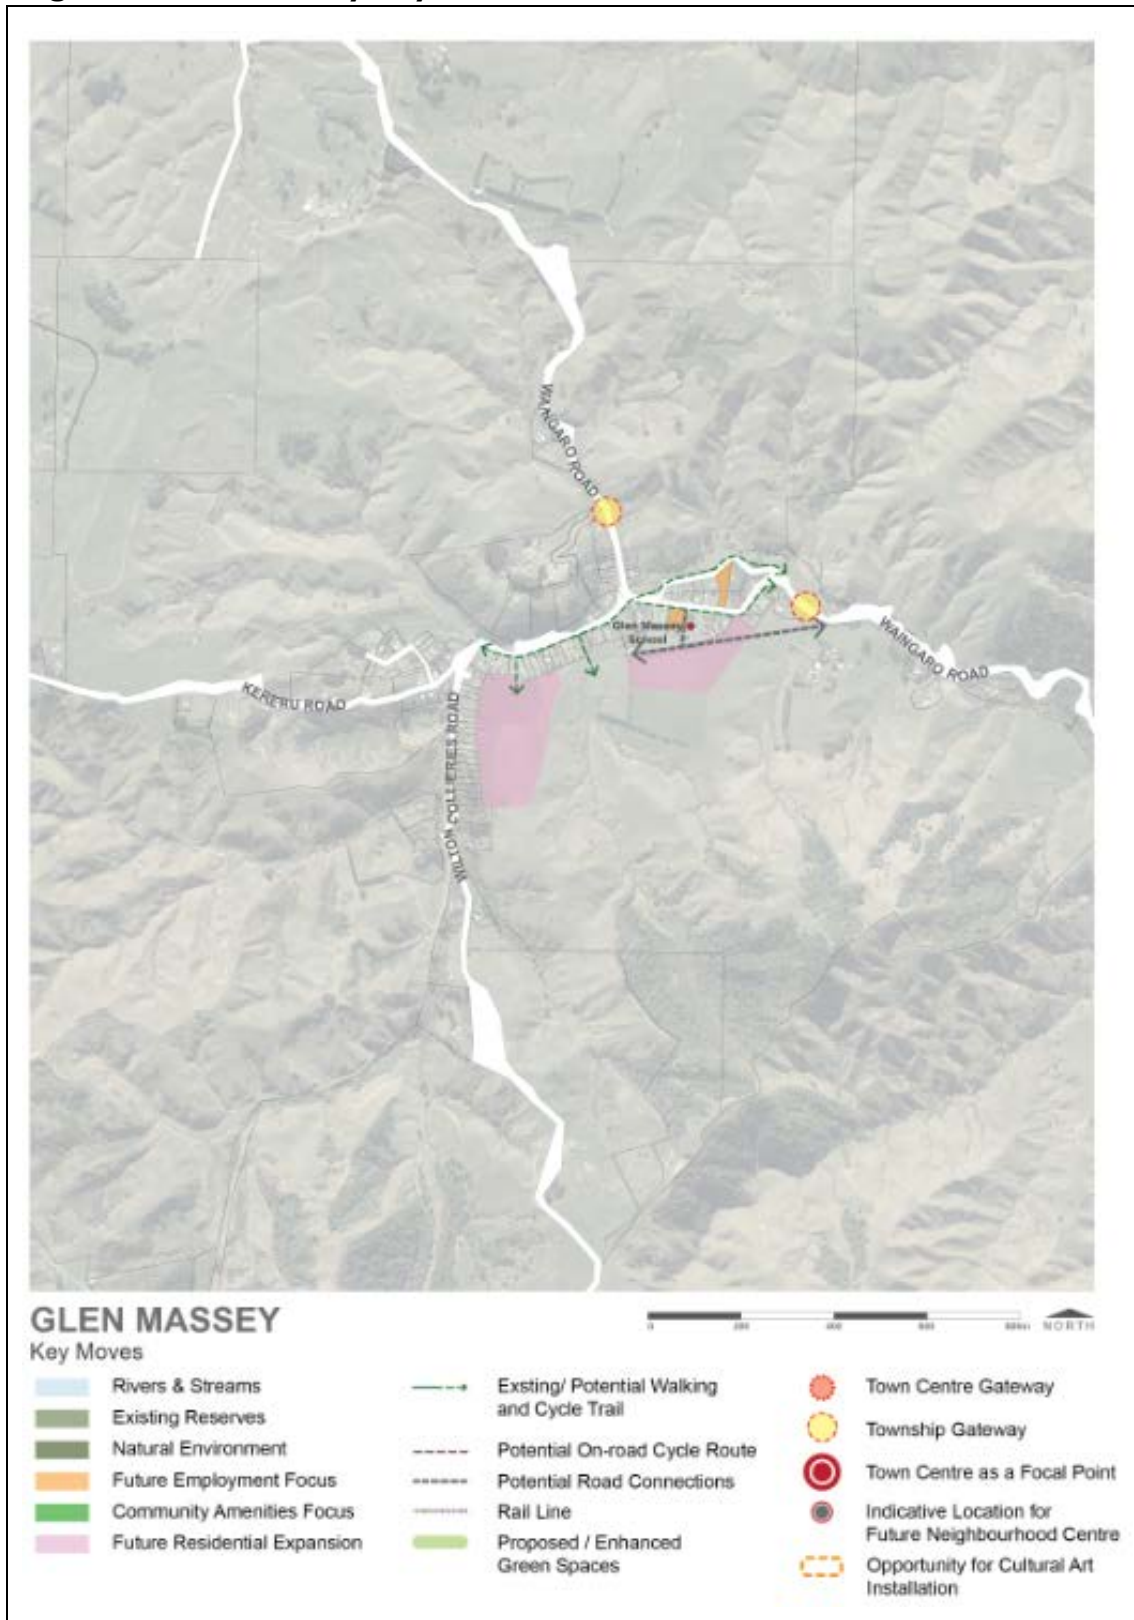 WAINGARO ROAD
Glen Massey
School
WAINGARO ROAD
KERERU ROAD
WILTON COLLIERIES ROAD
GLEN MASSEY
Key Moves
0
200
400
NORTH
Rivers & Streams
Existing Reserves
Natural Environment
Future Employment Focus
Community Amenities Focus
Future Residential Expansion
Exsting/ Potential Walking
and Cycle Trail
Potential On-road Cycle Route
Potential Road Connections
Rail Line
Proposed / Enhanced
Green Spaces
Town Centre Gateway
Township Gateway
Town Centre as a Focal Point
Indicative Location for
Future Neighbourhood Centre
Opportunity for Cultural Art
Installation